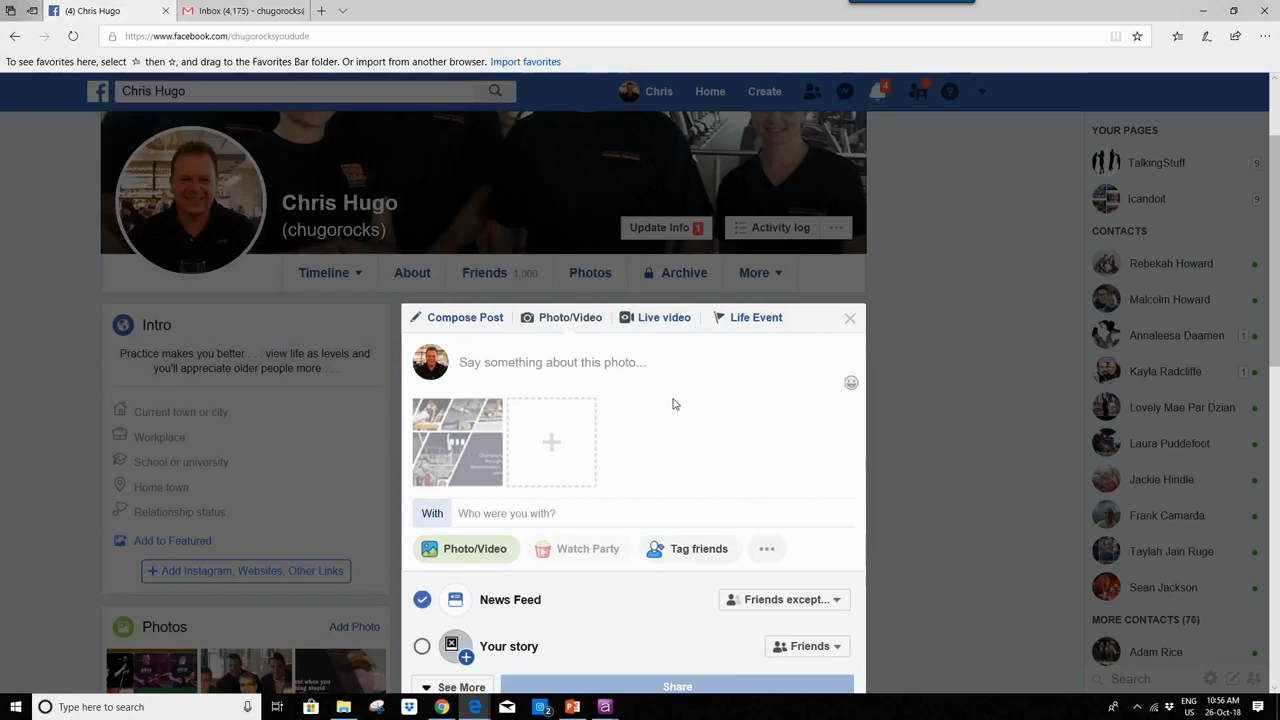 (4) Chris Hugo
Inbox (4,175) - chugorocks(
https://www.facebook.com/chugorocksyoudude
To see favorites here, select ☆ then ☆, and drag to the Favorites Bar folder. Or import from another browser. Import favorites
Chris Hugo
Chris
Home
Create
4
Chris Hugo
(chugorocks)
Update Info 1
Activity log
Timeline
About
Friends 1,000
Photos
Archive
More
Intro
Practice makes you better . . . view life as levels and
you'll appreciate older people more . . .
Current town or city
Workplace
School or university
Home town
Relationship status
Add to Featured
+ Add Instagram, Websites, Other Links
Photos
Add Photo
Compose Post
Photo/Video
Live video
Life Event
Say something about this photo...
With
Who were you with?
Photo/Video
Watch Party
Tag friends
News Feed
Friends except...
Your story
Friends
See More
Share
YOUR PAGES
TalkingStuff 9
Icandoit 9
CONTACTS
Rebekah Howard
Malcolm Howard
Annaleesa Daamen 1
Kayla Radcliffe 1
Lovely Mae Par Dzian
Laura Puddefoot
Jackie Hindle
Frank Camarda
Taylah Jain Ruge
Sean Jackson
MORE CONTACTS (70)
Adam Rice
Search
Type here to search
2
US
10:56 AM
26-Oct-18